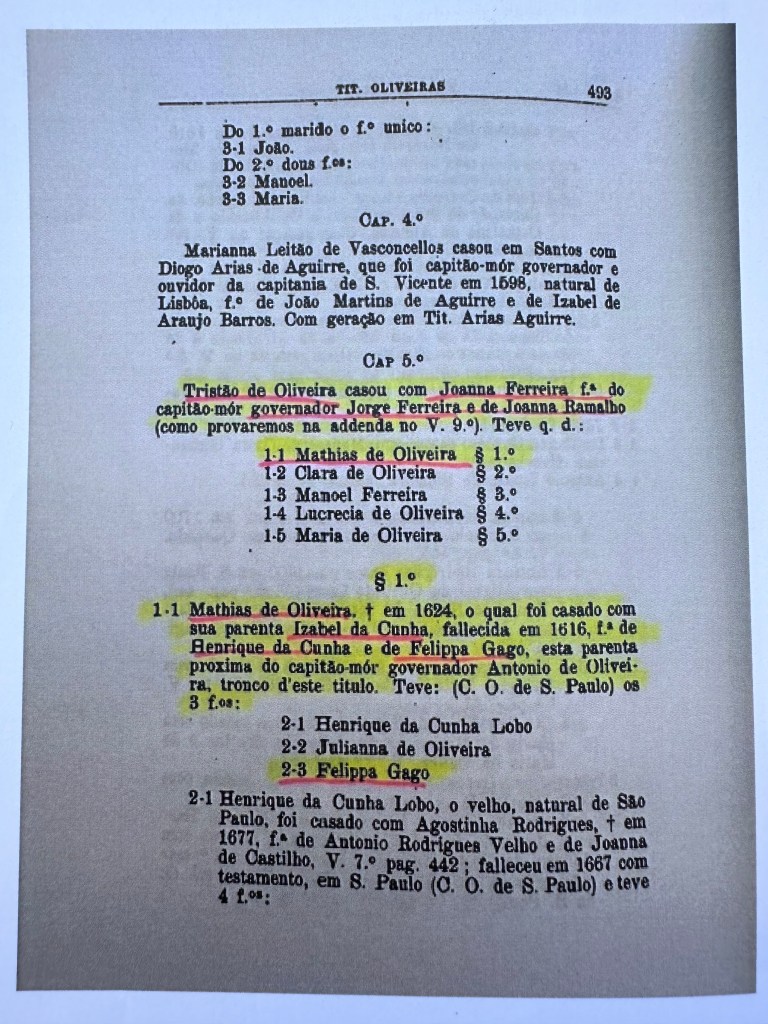 TIT. OLIVEIRAS 493
Do 1.º marido o f.º unico:
3-1 João.
Do 2.º dous f.ºs:
3-2 Manoel.
3-3 Maria.
CAP. 4.º
Marianna Leitão de Vasconcellos casou em Santos com
Diogo Arias de Aguirre, que foi capitão-mór governador e
ouvidor da capitania de S. Vicente em 1598, natural de
Lisbôa, f.º de João Martins de Aguirre e de Izabel de
Araujo Barros. Com geração em Tit. Arias Aguirre.
CAP 5.º
Tristão de Oliveira casou com Joanna Ferreira f.ª do
capitão-mór governador Jorge Ferreira e de Joanna Ramalho
(como provaremos na addenda no V. 9.º). Teve q. d.:
1-1 Mathias de Oliveira § 1.º
1-2 Clara de Oliveira § 2.º
1-3 Manoel Ferreira § 3.º
1-4 Lucrecia de Oliveira § 4.º
1-5 Maria de Oliveira § 5.º
§ 1.º
1-1 Mathias de Oliveira, † em 1624, o qual foi casado com
sua parenta Izabel da Cunha, fallecida em 1616, f.ª de
Henrique da Cunha e de Felippa Gago, esta parenta
proxima do capitão-mór governador Antonio de Olivei-
ra, tronco d'este titulo. Teve: (C. O. de S. Paulo) os
3 f.ºs:
2-1 Henrique da Cunha Lobo
2-2 Julianna de Oliveira
2-3 Felippa Gago
2-1 Henrique da Cunha Lobo, o velho, natural de São
Paulo, foi casado com Agostinha Rodrigues, † em
1677, f.ª de Antonio Rodrigues Velho e de Joanna
de Castilho, V. 7.º pag. 442; falleceu em 1667 com
testamento, em S. Paulo (C. O. de S. Paulo) e teve
4 f.ºs: